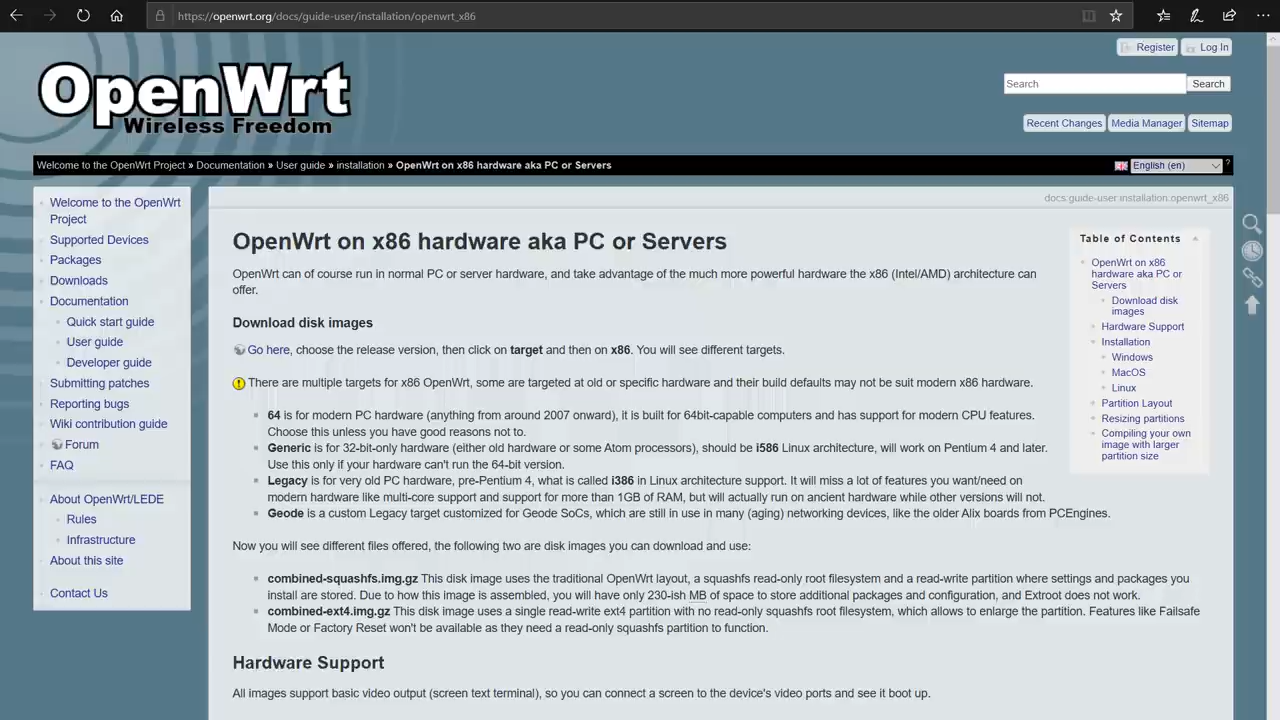 https://openwrt.org/docs/guide-user/installation/openwrt_x86
Register
Log In
OpenWrt
Wireless Freedom
Search
Search
Recent Changes
Media Manager
Sitemap
Welcome to the OpenWrt Project » Documentation » User guide » installation » OpenWrt on x86 hardware aka PC or Servers
English (en)
?
Welcome to the OpenWrt
Project
Supported Devices
Packages
Downloads
Documentation
Quick start guide
User guide
Developer guide
Submitting patches
Reporting bugs
Wiki contribution guide
Forum
FAQ
About OpenWrt/LEDE
Rules
Infrastructure
About this site
Contact Us
docs:guide-user:installation:openwrt_x86
OpenWrt on x86 hardware aka PC or Servers
OpenWrt can of course run in normal PC or server hardware, and take advantage of the much more powerful hardware the x86 (Intel/AMD) architecture can
offer.
Download disk images
Go here, choose the release version, then click on target and then on x86. You will see different targets.
There are multiple targets for x86 OpenWrt, some are targeted at old or specific hardware and their build defaults may not be suit modern x86 hardware.
64 is for modern PC hardware (anything from around 2007 onward), it is built for 64bit-capable computers and has support for modern CPU features.
Choose this unless you have good reasons not to.
Generic is for 32-bit-only hardware (either old hardware or some Atom processors), should be i586 Linux architecture, will work on Pentium 4 and later.
Use this only if your hardware can't run the 64-bit version.
Legacy is for very old PC hardware, pre-Pentium 4, what is called i386 in Linux architecture support. It will miss a lot of features you want/need on
modern hardware like multi-core support and support for more than 1GB of RAM, but will actually run on ancient hardware while other versions will not.
Geode is a custom Legacy target customized for Geode SoCs, which are still in use in many (aging) networking devices, like the older Alix boards from PCEngines.
Now you will see different files offered, the following two are disk images you can download and use:
combined-squashfs.img.gz This disk image uses the traditional OpenWrt layout, a squashfs read-only root filesystem and a read-write partition where settings and packages you
install are stored. Due to how this image is assembled, you will have only 230-ish MB of space to store additional packages and configuration, and Extroot does not work.
combined-ext4.img.gz This disk image uses a single read-write ext4 partition with no read-only squashfs root filesystem, which allows to enlarge the partition. Features like Failsafe
Mode or Factory Reset won't be available as they need a read-only squashfs partition to function.
Hardware Support
All images support basic video output (screen text terminal), so you can connect a screen to the device's video ports and see it boot up.
Table of Contents
OpenWrt on x86
hardware aka PC or
Servers
Download disk
images
Hardware Support
Installation
Windows
MacOS
Linux
Partition Layout
Resizing partitions
Compiling your own
image with larger
partition size